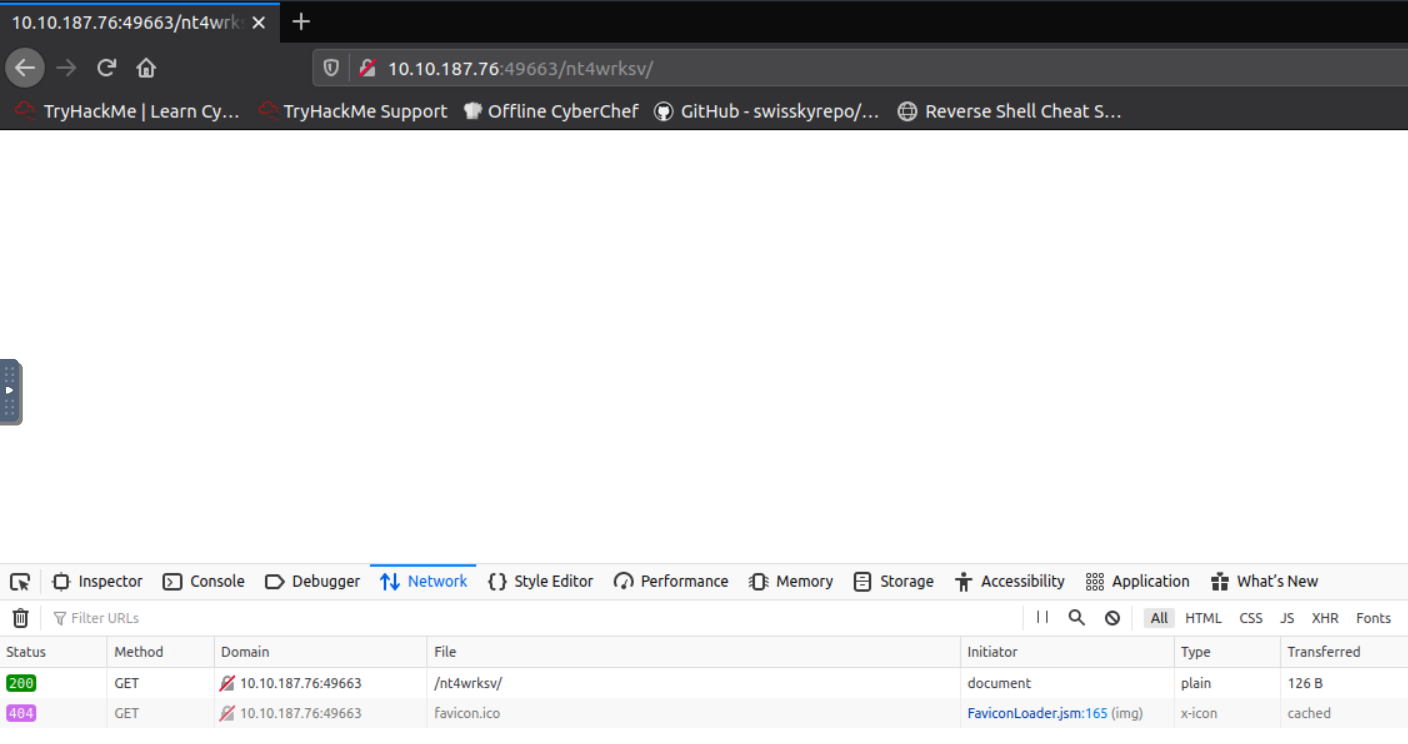 10.10.187.76:49663/nt4wrks
10.10.187.76:49663/nt4wrksv/
TryHackMe | Learn Cy… TryHackMe Support Offline CyberChef GitHub - swisskyrepo/… Reverse Shell Cheat S…
Inspector Console Debugger Network Style Editor Performance Memory Storage Accessibility Application What's New
Filter URLs All HTML CSS JS XHR Fonts
Status Method Domain File Initiator Type Transferred
200 GET 10.10.187.76:49663 /nt4wrksv/ document plain 126 B
404 GET 10.10.187.76:49663 favicon.ico FaviconLoader.jsm:165 (img) x-icon cached